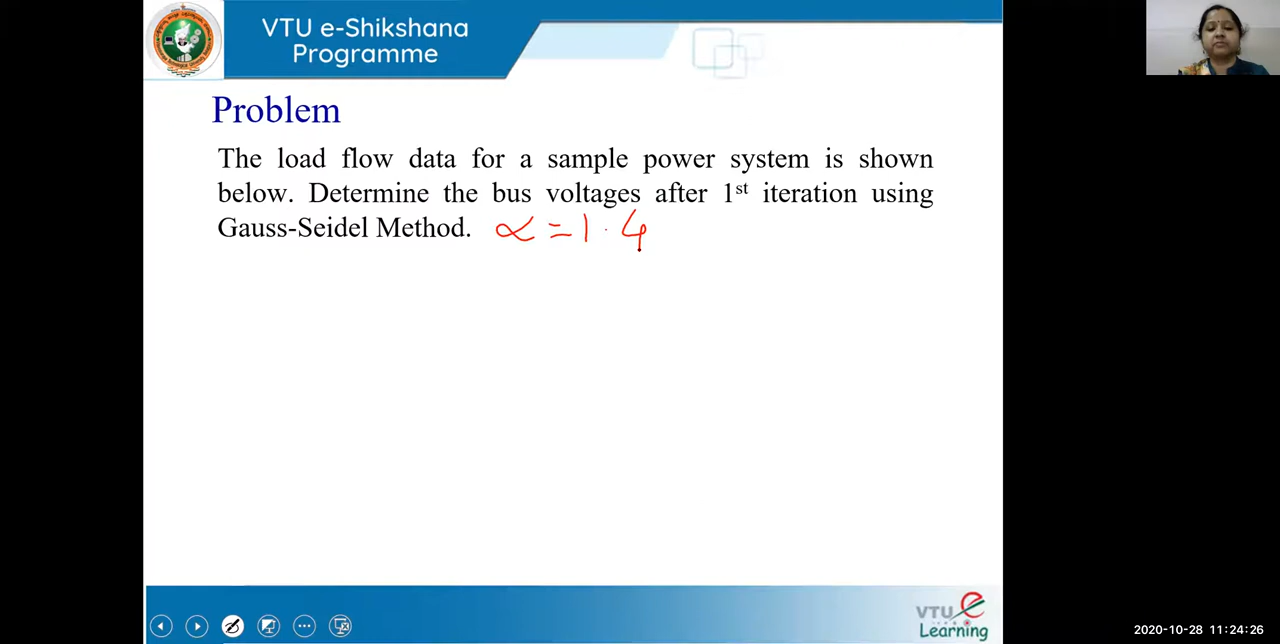 VTU e-Shikshana
Programme
Problem
The load flow data for a sample power system is shown
below. Determine the bus voltages after 1st iteration using
Gauss-Seidel Method. ∝ = 1.4
VTU e
Learning
2020-10-28 11:24:26